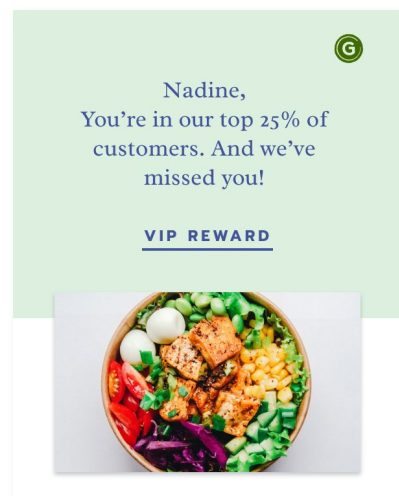 G
Nadine,
You're in our top 25% of
customers. And we've
missed you!
VIP REWARD